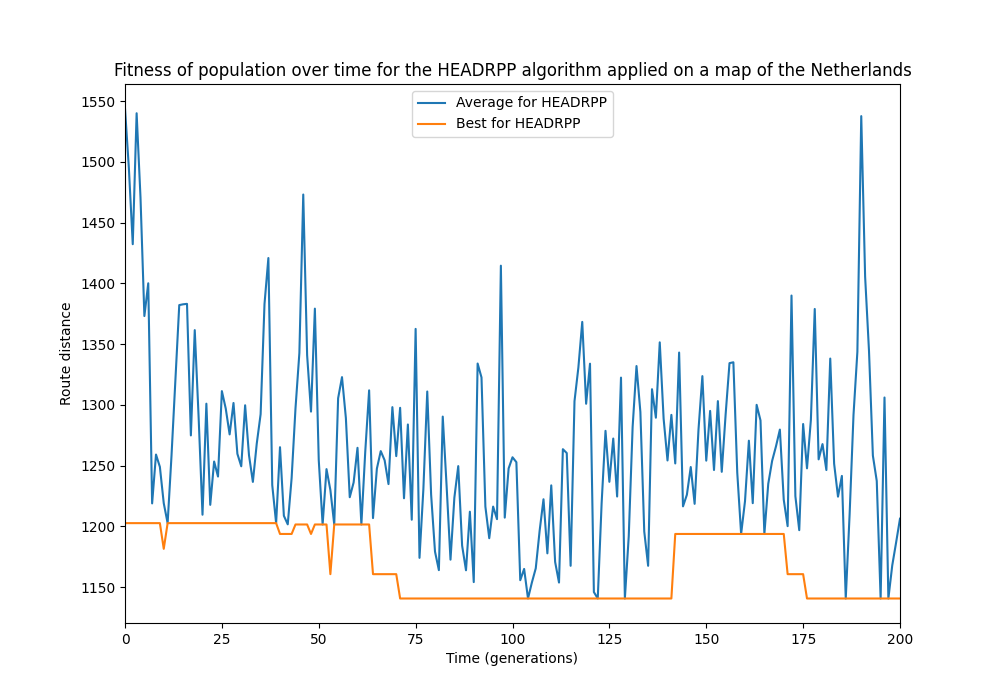 Fitness of population over time for the HEADRPP algorithm applied on a map of the Netherlands
Average for HEADRPP
Best for HEADRPP
Route distance
1550
1500
1450
1400
1350
1300
1250
1200
1150
0 25 50 75 100 125 150 175 200
Time (generations)